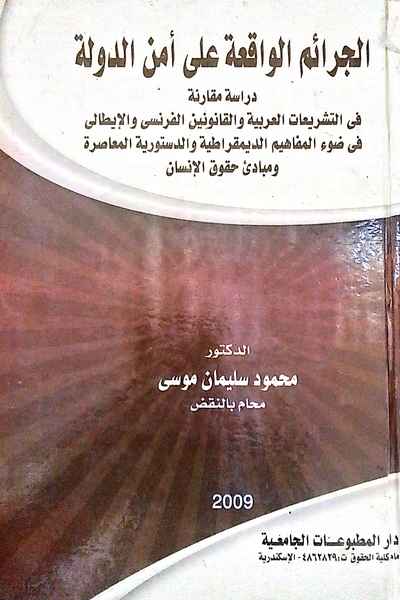 الجرائم الواقعة على أمن الدولة
دراسة مقارنة
فى التشريعات العربية والقانونين الفرنسى والإيطالى
فى ضوء المفاهيم الديمقراطية والدستورية المعاصرة
ومبادئ حقوق الإنسان
الدكتور
محمود سليمان موسى
محام بالنقض
2009
دار المطبوعات الجامعية
كلية الحقوق ت: ٤٨٦٢٨٢٩ - الإسكندرية